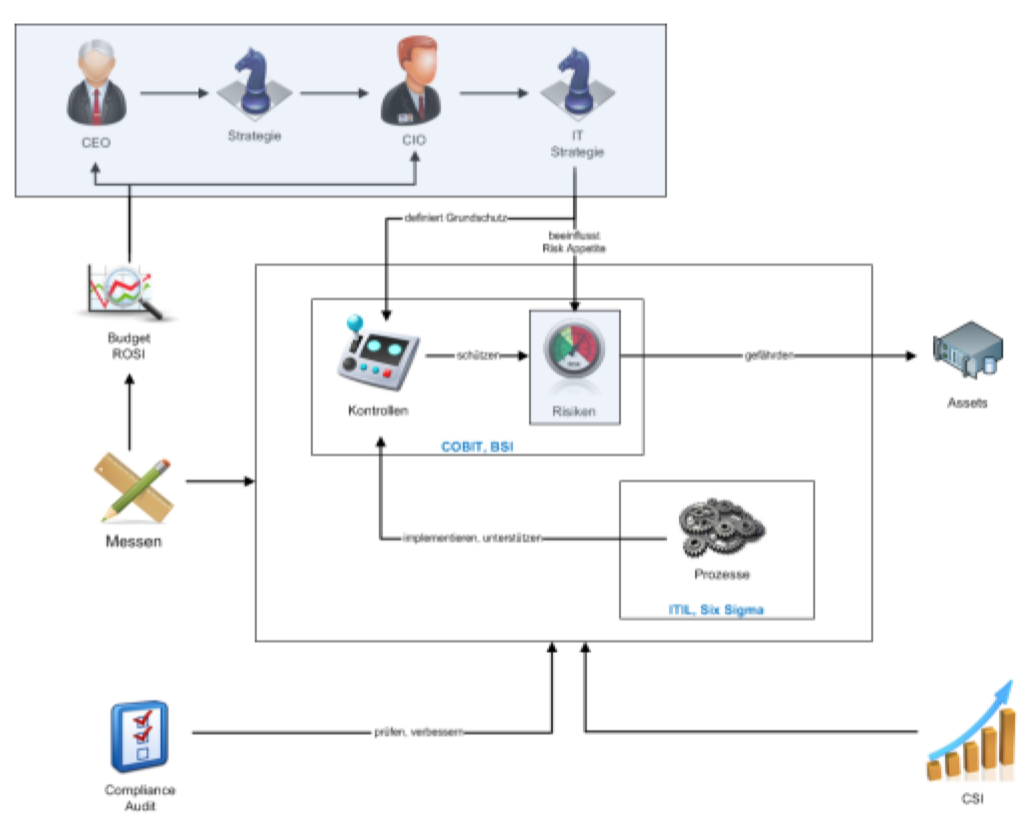 CEO
Strategie
CIO
IT
Strategie
definiert Grundschutz
beeinflusst
Risk Appetite
Budget
ROSI
schützen
gefährden
Kontrollen
Risiken
Assets
COBIT, BSI
Messen
implementieren, unterstützen
Prozesse
ITIL, Six Sigma
prüfen, verbessern
Compliance
Audit
CSI